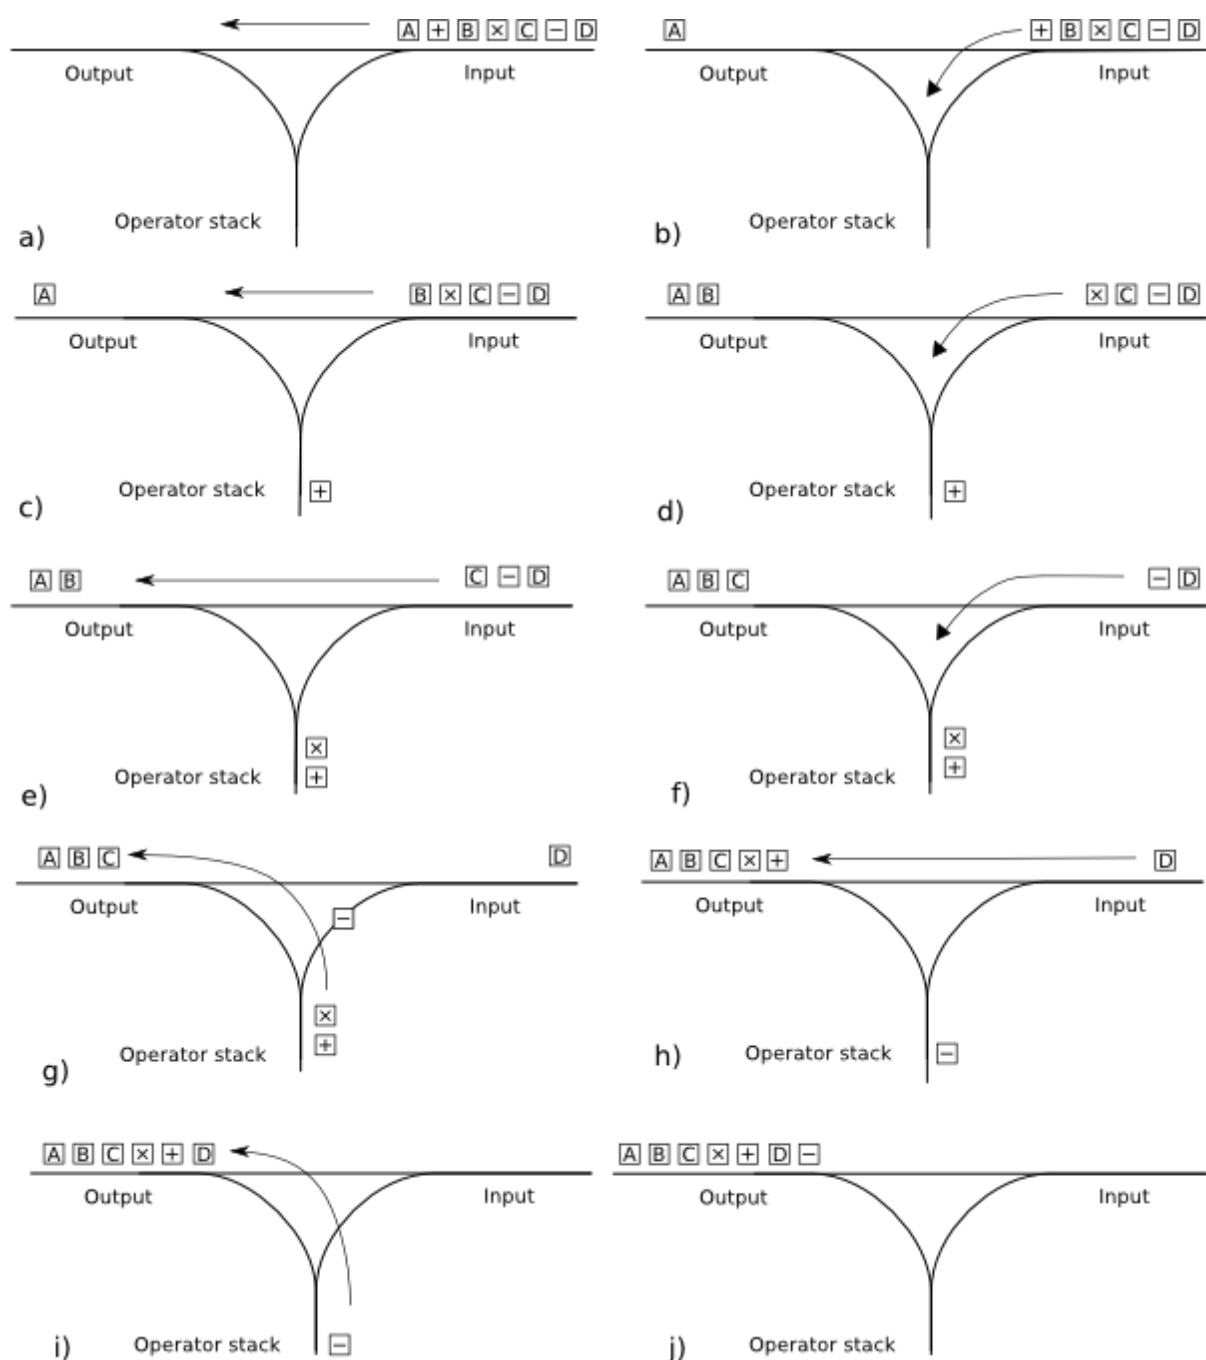 A + B × C − D
Output Input
Operator stack
a)
A + B × C − D
Output Input
Operator stack
b)
A B × C − D
Output Input
Operator stack +
c)
A B × C − D
Output Input
Operator stack +
d)
A B C − D
Output Input
×
Operator stack +
e)
A B C − D
Output Input
×
Operator stack +
f)
A B C D
Output Input
−
×
Operator stack +
g)
A B C × + D
Output Input
Operator stack −
h)
A B C × + D
Output Input
Operator stack −
i)
A B C × + D −
Output Input
Operator stack
j)